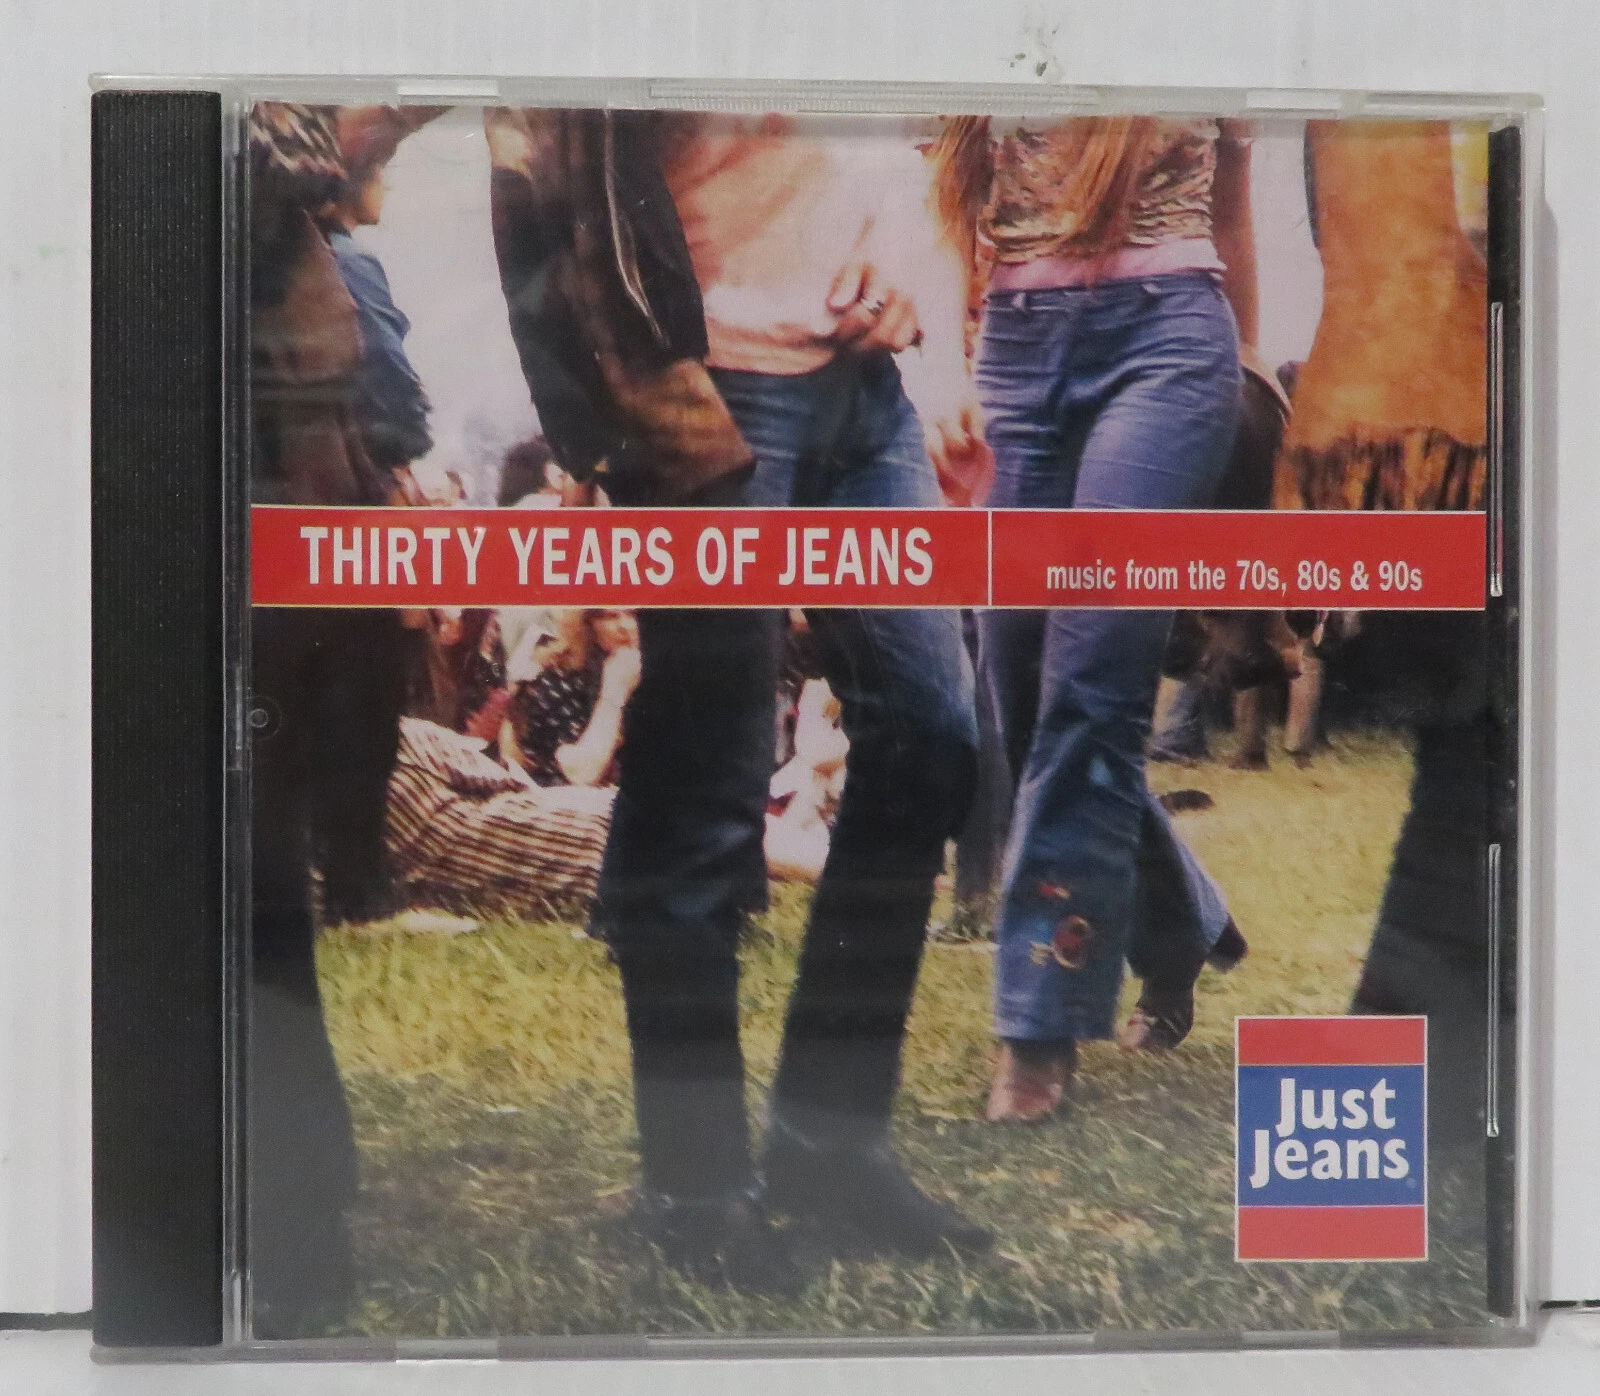 THIRTY YEARS OF JEANS
music from the 70s, 80s & 90s
Just
Jeans